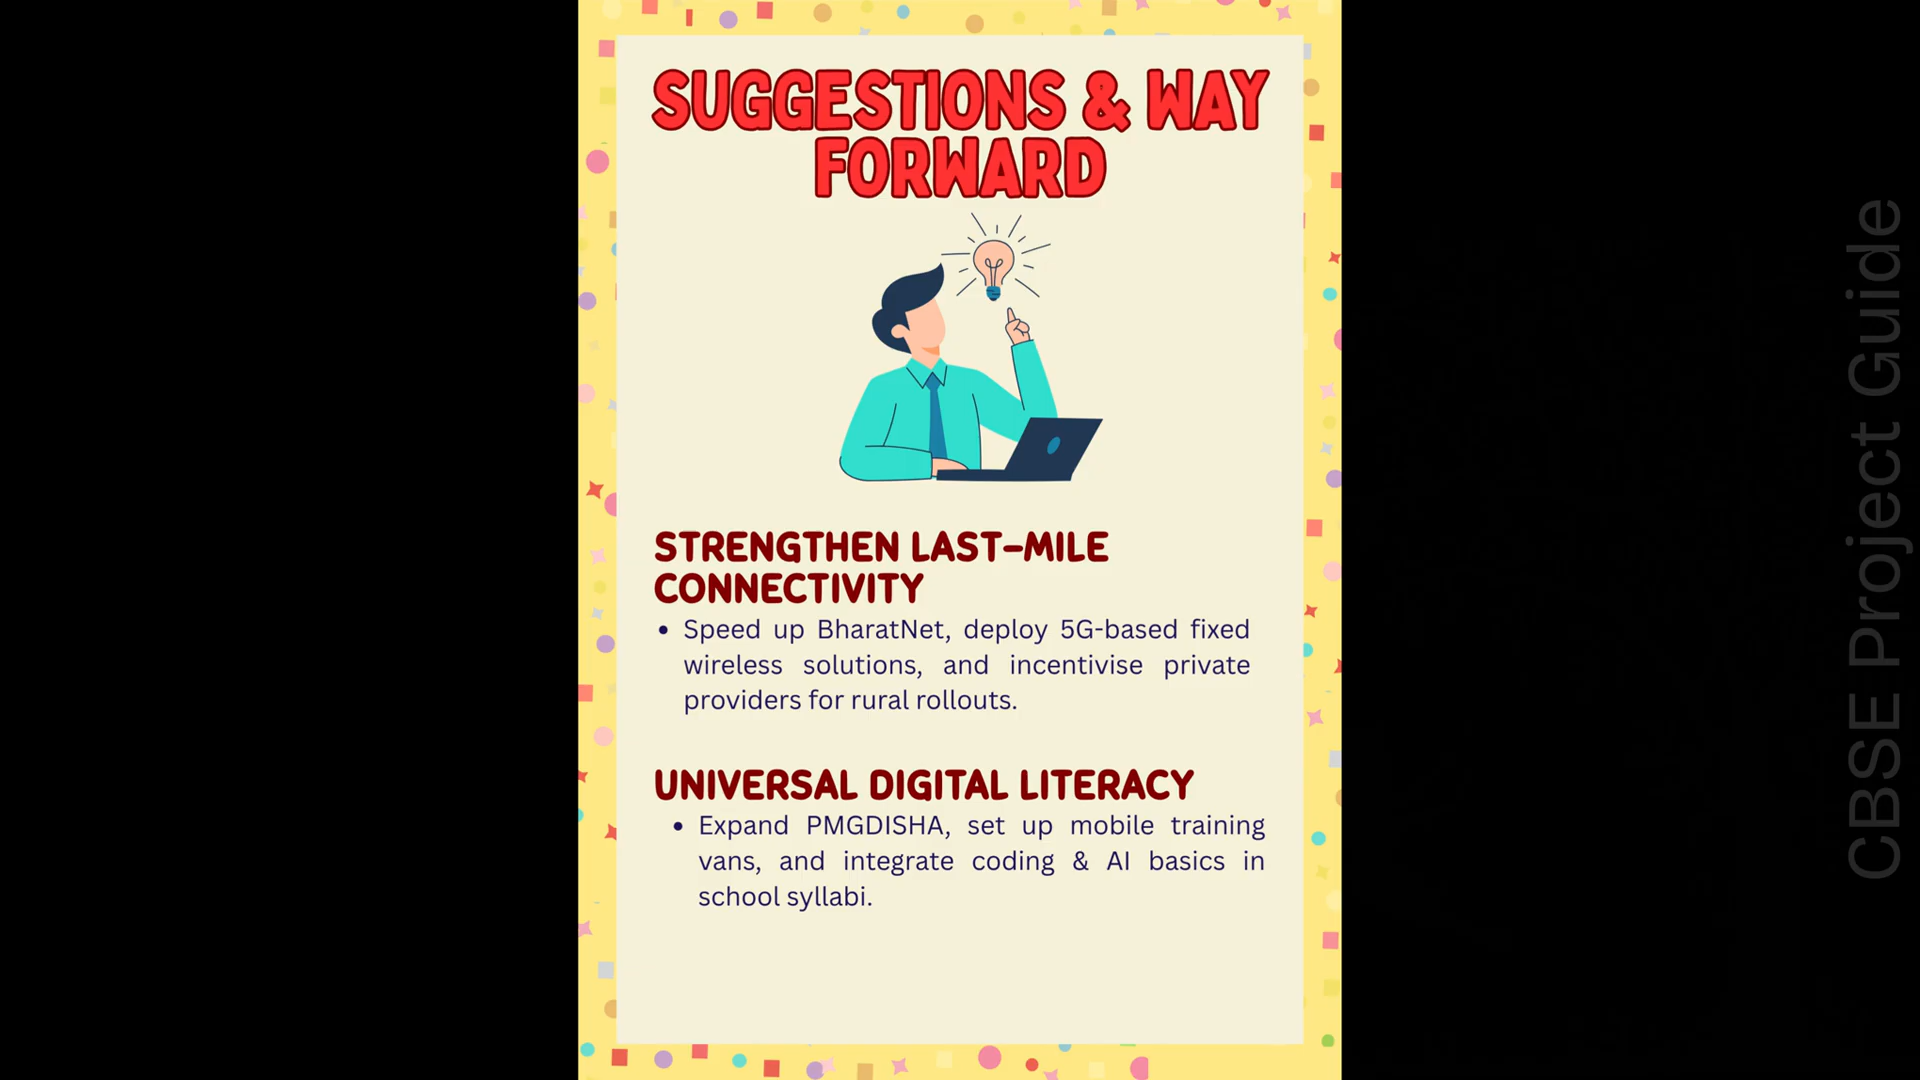 SUGGESTIONS & WAY
FORWARD
STRENGTHEN LAST-MILE
CONNECTIVITY
• Speed up BharatNet, deploy 5G-based fixed
wireless solutions, and incentivise private
providers for rural rollouts.
UNIVERSAL DIGITAL LITERACY
• Expand PMGDISHA, set up mobile training
vans, and integrate coding & AI basics in
school syllabi.
CBSE Project Guide